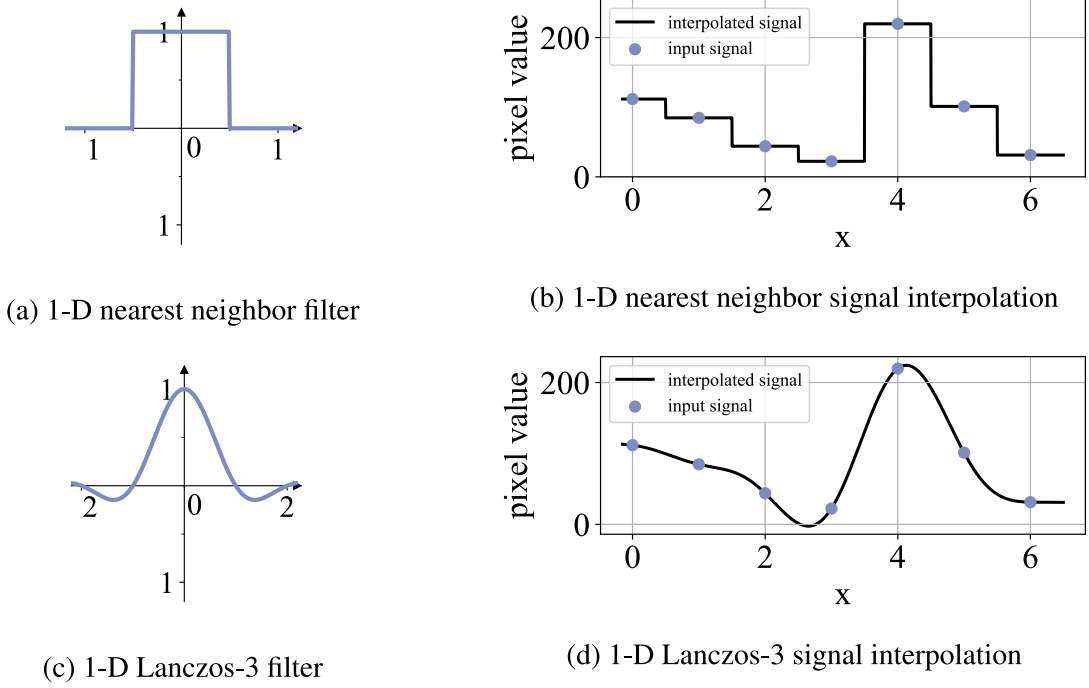 1
1
0
1
1
(a) 1-D nearest neighbor filter
pixel value
200
0
interpolated signal
input signal
0
2
4
6
x
(b) 1-D nearest neighbor signal interpolation
1
2
0
2
1
(c) 1-D Lanczos-3 filter
pixel value
200
0
interpolated signal
input signal
0
2
4
6
x
(d) 1-D Lanczos-3 signal interpolation